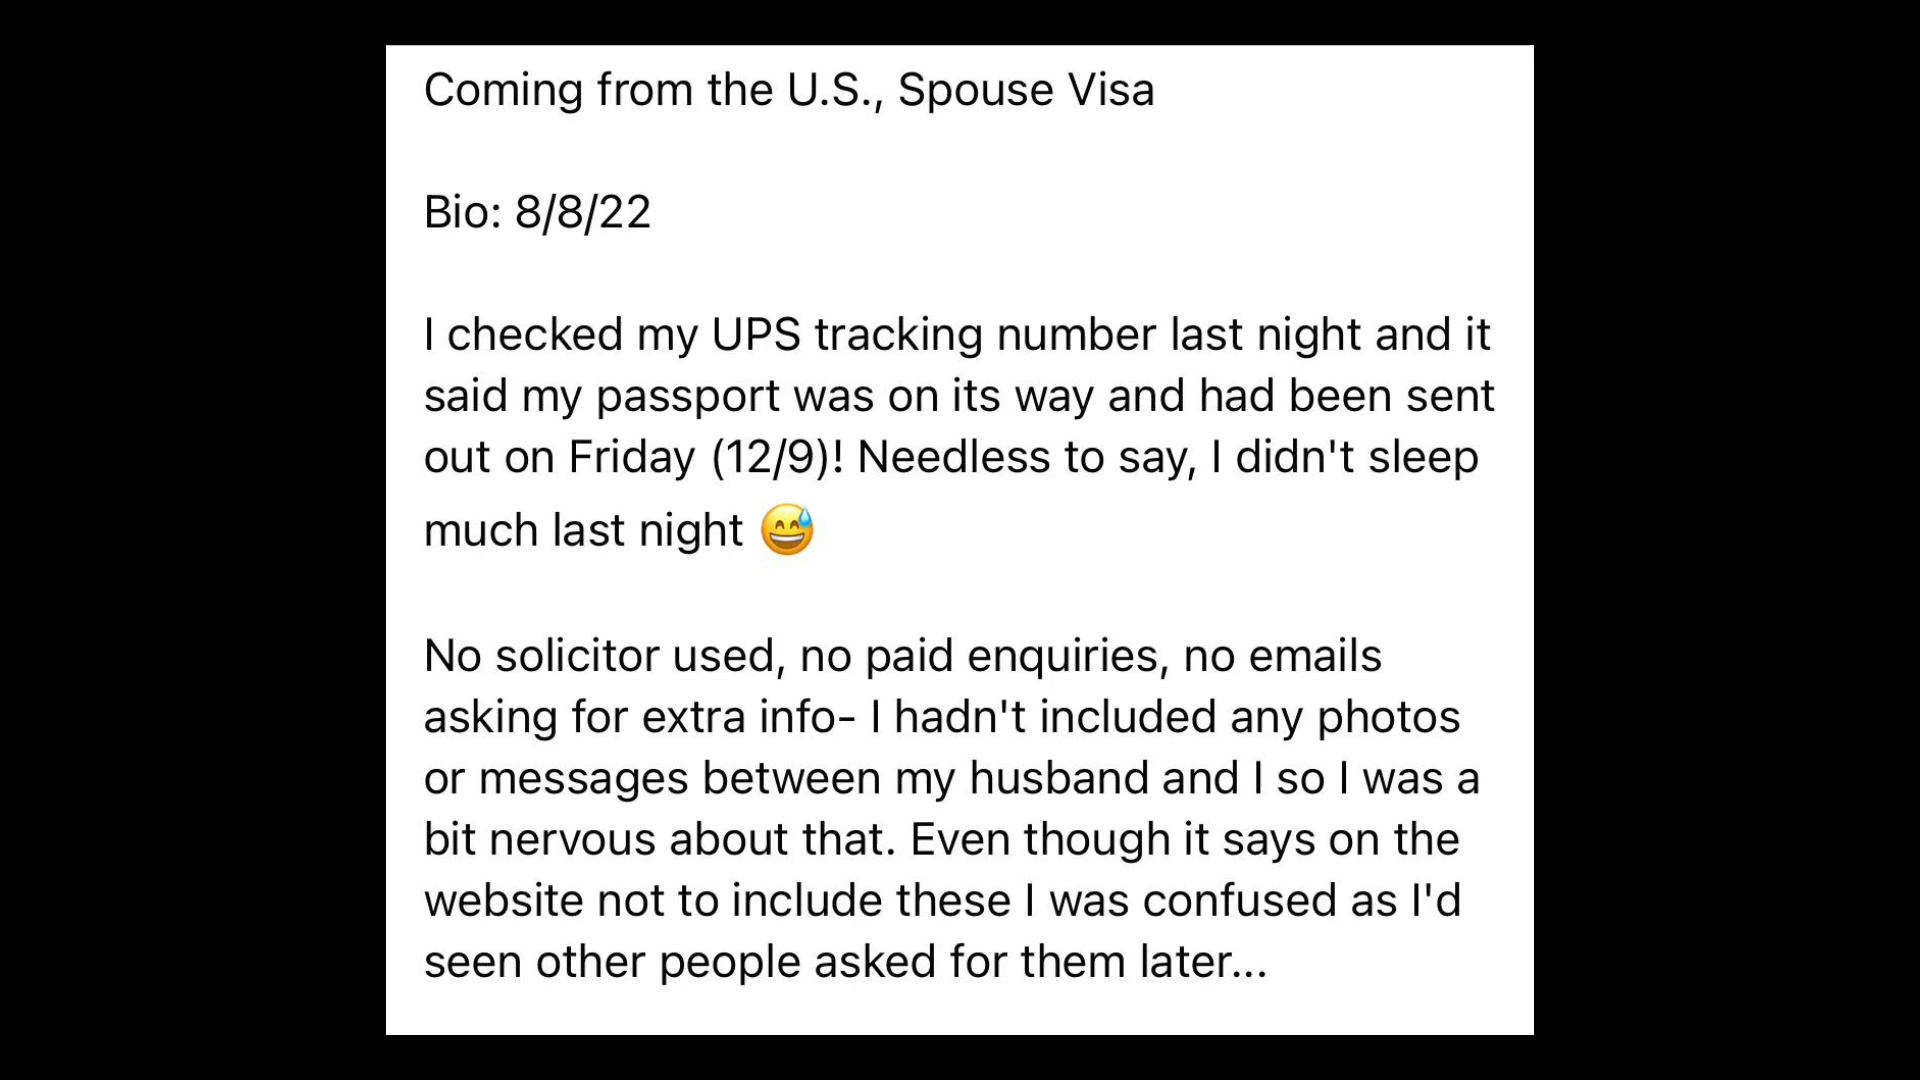 Coming from the U.S., Spouse Visa
Bio: 8/8/22
I checked my UPS tracking number last night and it
said my passport was on its way and had been sent
out on Friday (12/9)! Needless to say, I didn't sleep
much last night 😅
No solicitor used, no paid enquiries, no emails
asking for extra info- I hadn't included any photos
or messages between my husband and I so I was a
bit nervous about that. Even though it says on the
website not to include these I was confused as I'd
seen other people asked for them later...